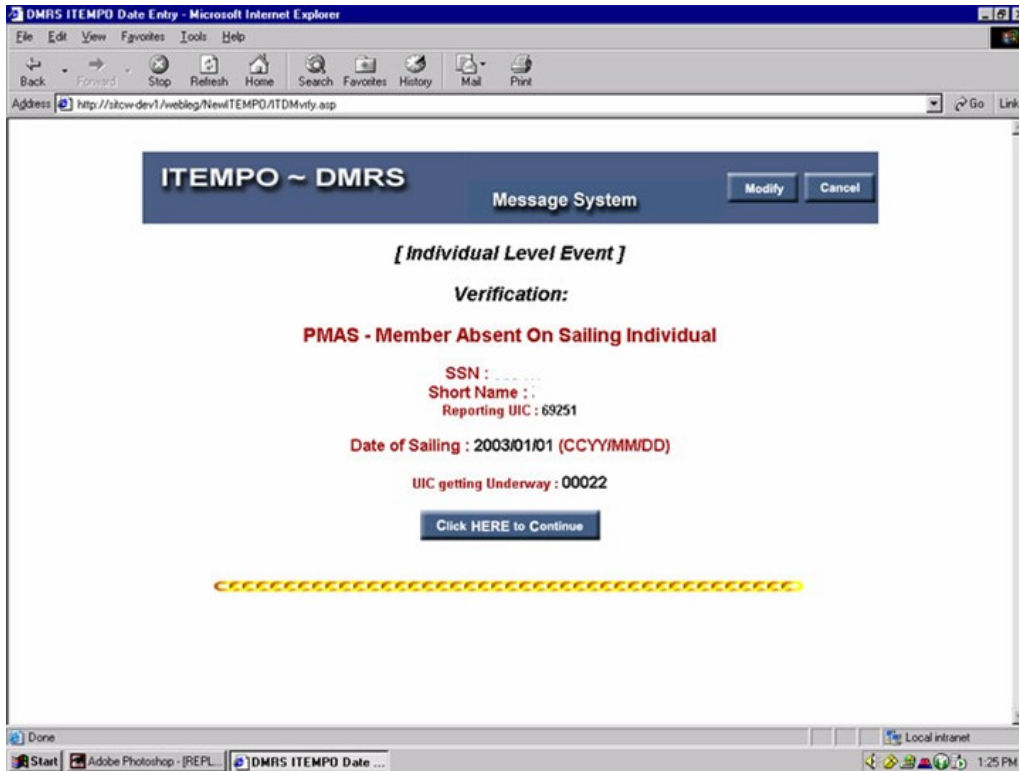 DMRS ITEMPO Date Entry - Microsoft Internet Explorer
File Edit View Favorites Tools Help
Back Forward Stop Refresh Home Search Favorites History Mail Print
Address http://sitcw-dev1/webleg/NewITEMPO/ITDMvrfy.asp Go Link
ITEMPO ~ DMRS
Message System
Modify Cancel
[ Individual Level Event ]
Verification:
PMAS - Member Absent On Sailing Individual
SSN :
Short Name :
Reporting UIC : 69251
Date of Sailing : 2003/01/01 (CCYY/MM/DD)
UIC getting Underway : 00022
Click HERE to Continue
Done Local intranet
Start Adobe Photoshop - [REPL... DMRS ITEMPO Date ... 1:25 PM